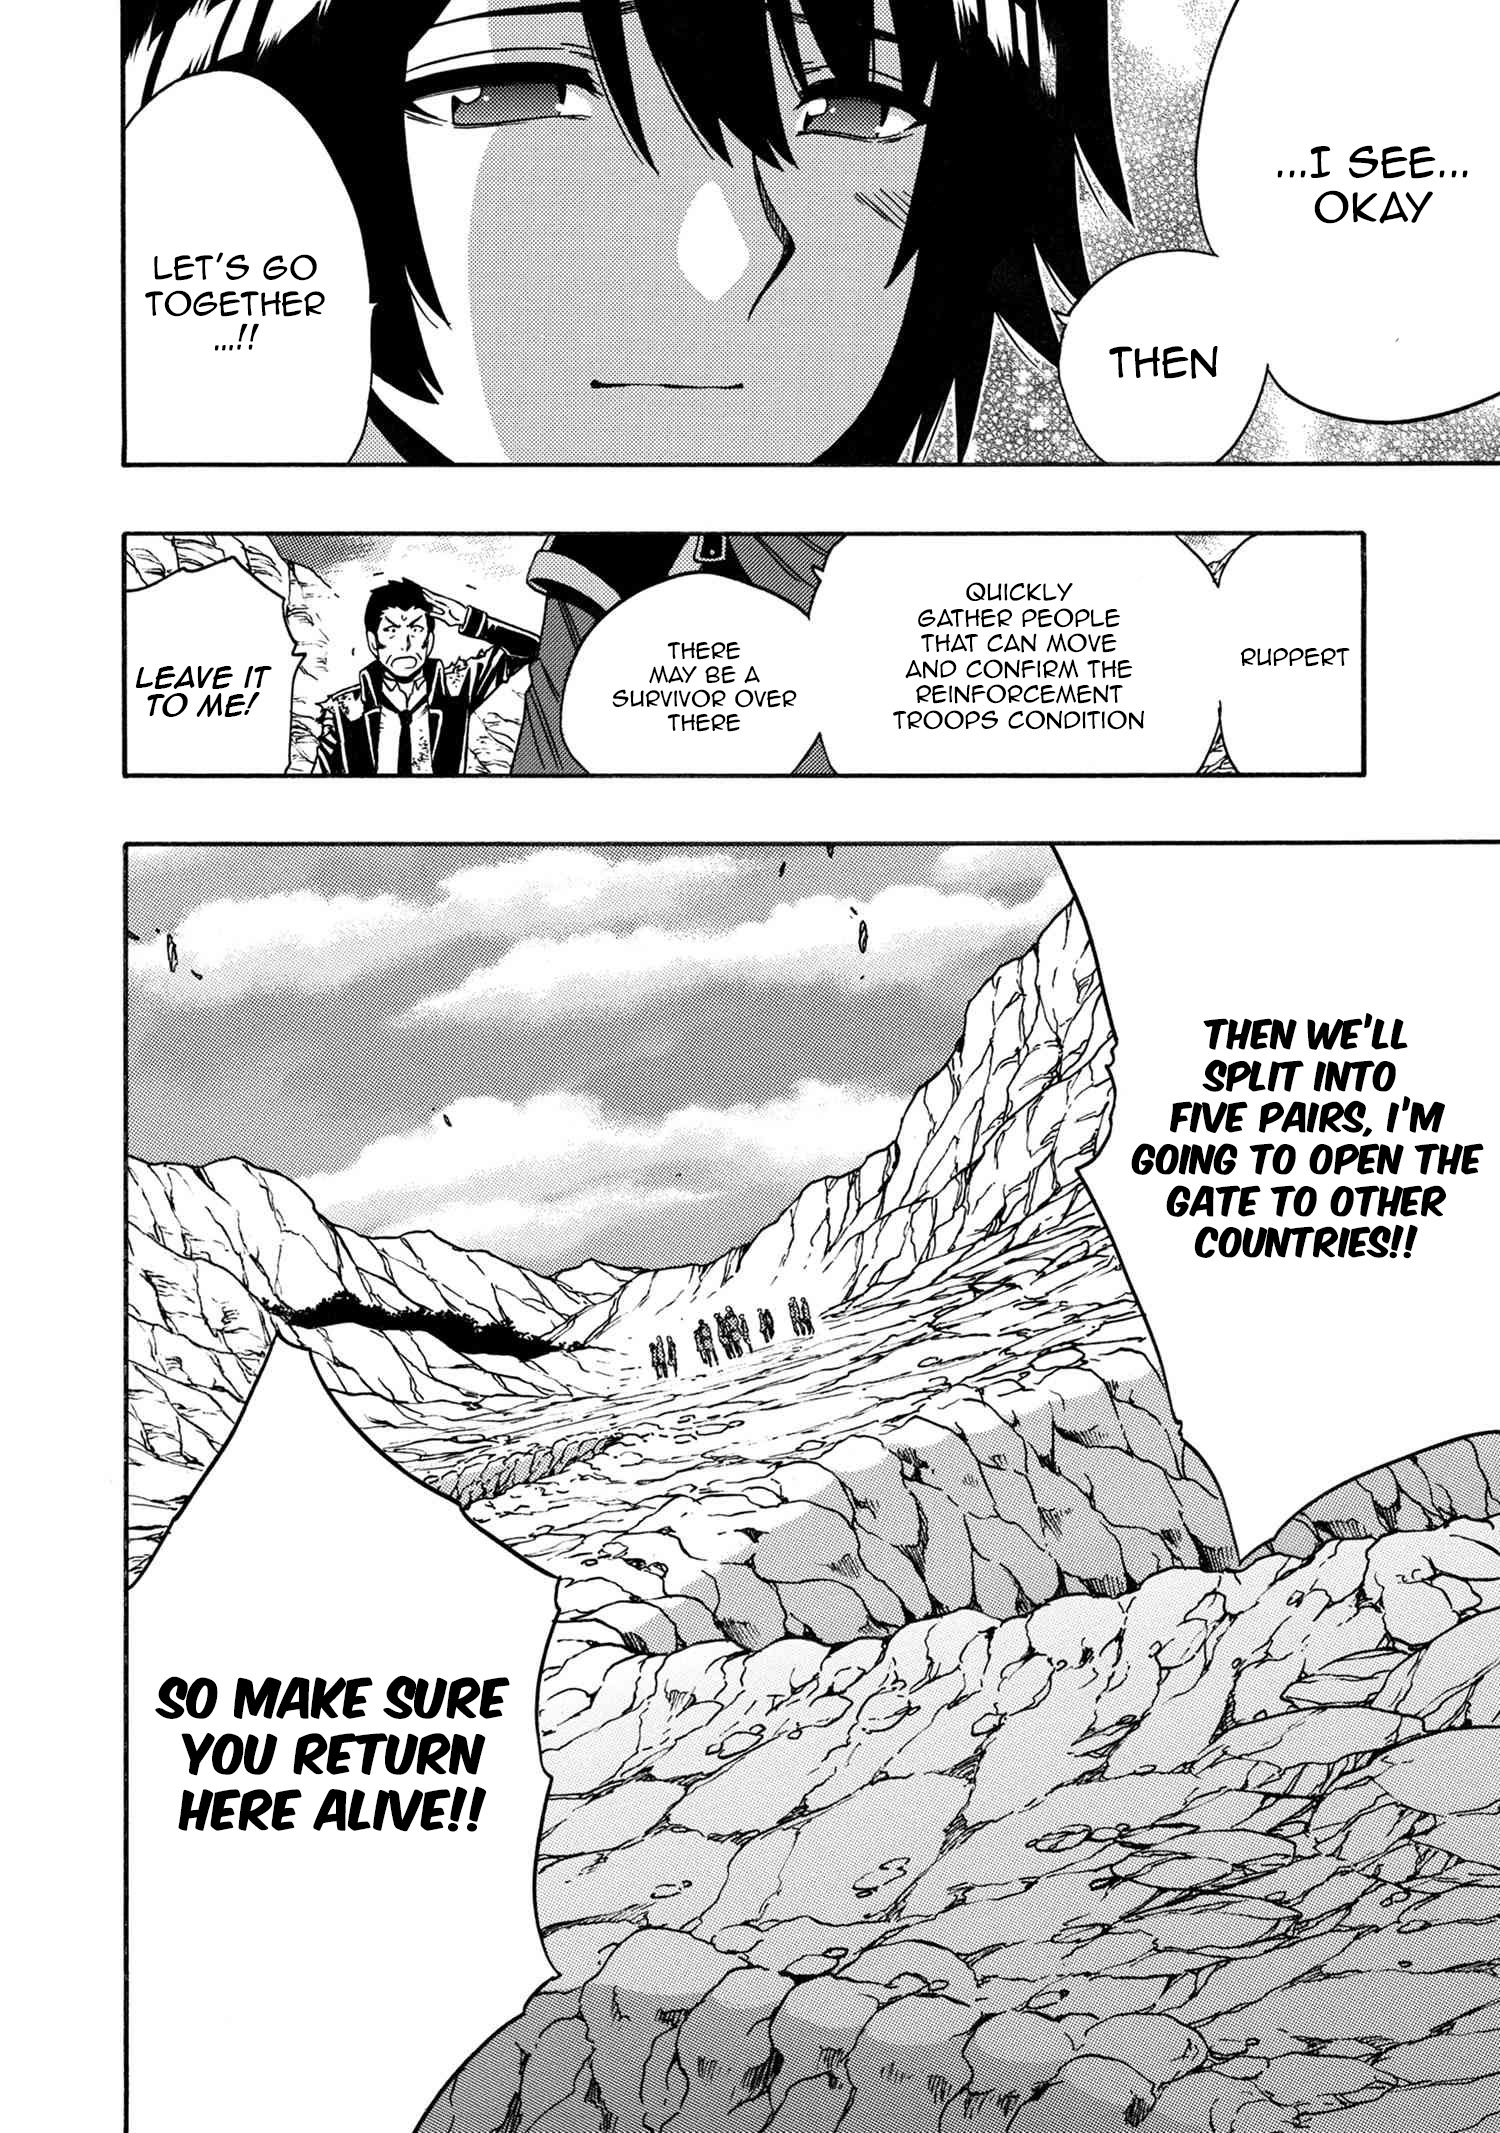 ...I SEE...
OKAY
THEN
LET'S GO
TOGETHER
...!!
RUPPERT
QUICKLY
GATHER PEOPLE
THAT CAN MOVE
AND CONFIRM THE
REINFORCEMENT
TROOPS CONDITION
THERE
MAY BE A
SURVIVOR OVER
THERE
LEAVE IT
TO ME!
THEN WE'LL
SPLIT INTO
FIVE PAIRS, I'M
GOING TO OPEN THE
GATE TO OTHER
COUNTRIES!!
SO MAKE SURE
YOU RETURN
HERE ALIVE!!